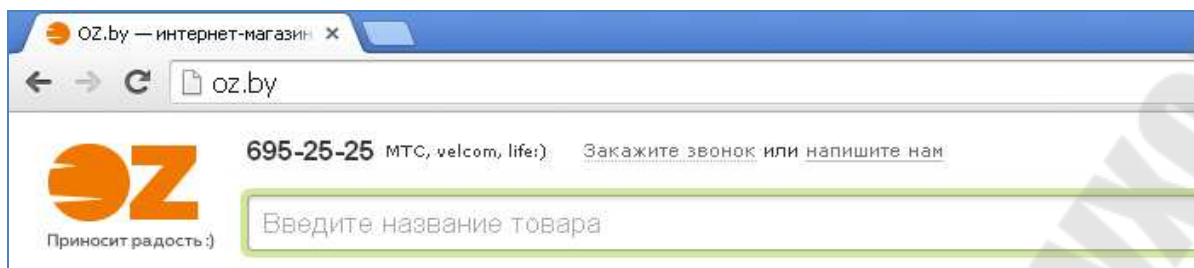 OZ.by — интернет-магазин
oz.by
695-25-25 МТС, velcom, life:) Закажите звонок или напишите нам
OZ
Введите название товара
Приносит радость :)